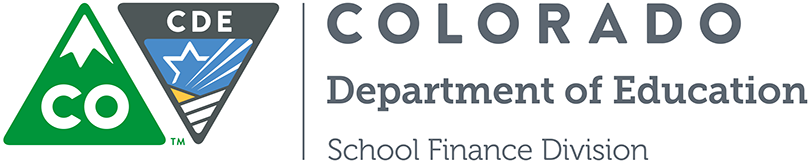 CO
™
CDE
COLORADO
Department of Education
School Finance Division